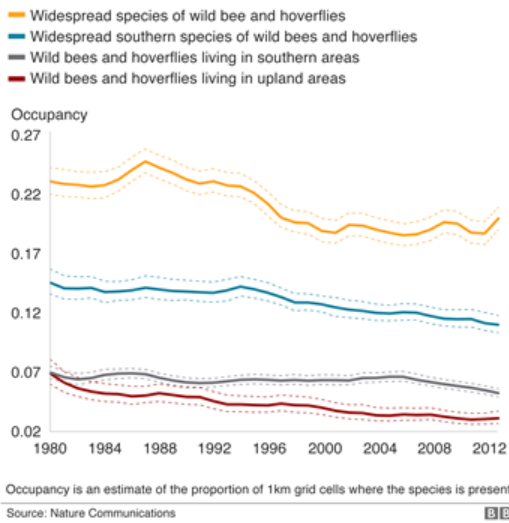 Widespread species of wild bee and hoverflies
Widespread southern species of wild bees and hoverflies
Wild bees and hoverflies living in southern areas
Wild bees and hoverflies living in upland areas
Occupancy
0.27
0.22
0.17
0.12
0.07
0.02
1980 1984 1988 1992 1996 2000 2004 2008 2012
Occupancy is an estimate of the proportion of 1km grid cells where the species is present
Source: Nature Communications
B B